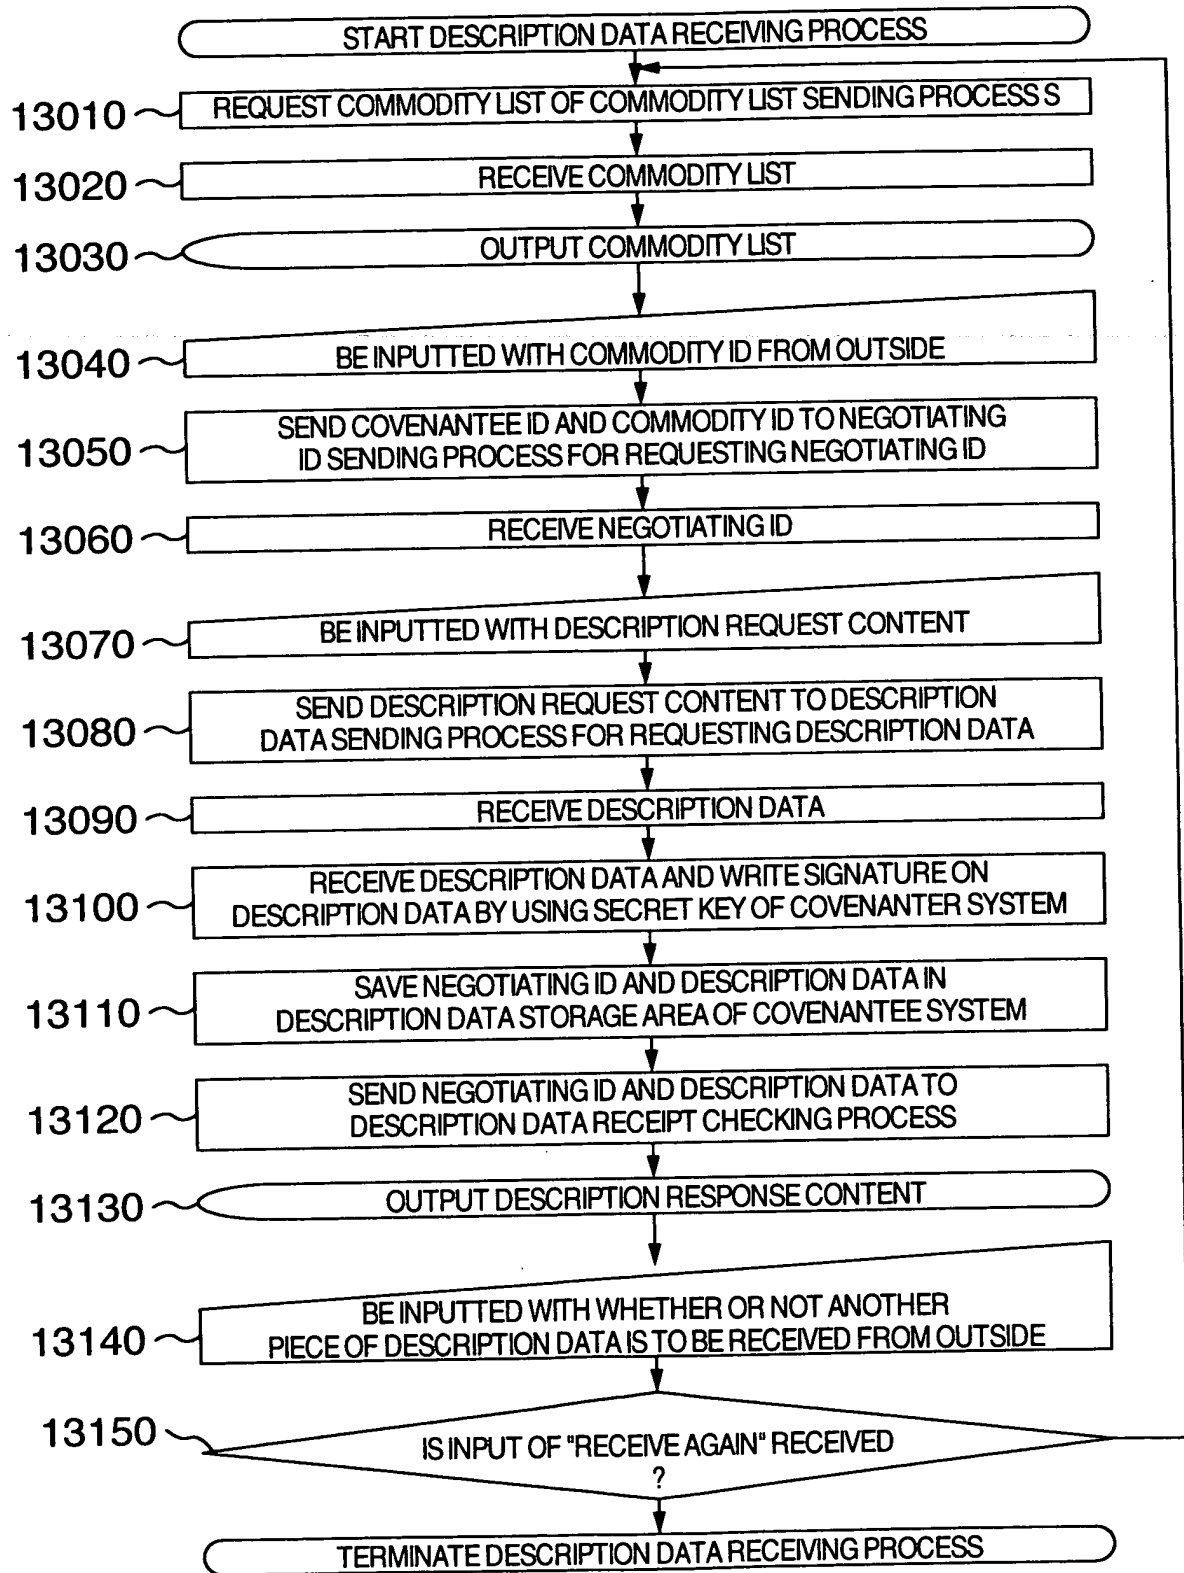 START DESCRIPTION DATA RECEIVING PROCESS
13010 REQUEST COMMODITY LIST OF COMMODITY LIST SENDING PROCESS S
13020 RECEIVE COMMODITY LIST
13030 OUTPUT COMMODITY LIST
13040 BE INPUTTED WITH COMMODITY ID FROM OUTSIDE
13050 SEND COVENANTEE ID AND COMMODITY ID TO NEGOTIATING
ID SENDING PROCESS FOR REQUESTING NEGOTIATING ID
13060 RECEIVE NEGOTIATING ID
13070 BE INPUTTED WITH DESCRIPTION REQUEST CONTENT
13080 SEND DESCRIPTION REQUEST CONTENT TO DESCRIPTION
DATA SENDING PROCESS FOR REQUESTING DESCRIPTION DATA
13090 RECEIVE DESCRIPTION DATA
13100 RECEIVE DESCRIPTION DATA AND WRITE SIGNATURE ON
DESCRIPTION DATA BY USING SECRET KEY OF COVENANTER SYSTEM
13110 SAVE NEGOTIATING ID AND DESCRIPTION DATA IN
DESCRIPTION DATA STORAGE AREA OF COVENANTEE SYSTEM
13120 SEND NEGOTIATING ID AND DESCRIPTION DATA TO
DESCRIPTION DATA RECEIPT CHECKING PROCESS
13130 OUTPUT DESCRIPTION RESPONSE CONTENT
13140 BE INPUTTED WITH WHETHER OR NOT ANOTHER
PIECE OF DESCRIPTION DATA IS TO BE RECEIVED FROM OUTSIDE
13150 IS INPUT OF "RECEIVE AGAIN" RECEIVED
?
TERMINATE DESCRIPTION DATA RECEIVING PROCESS